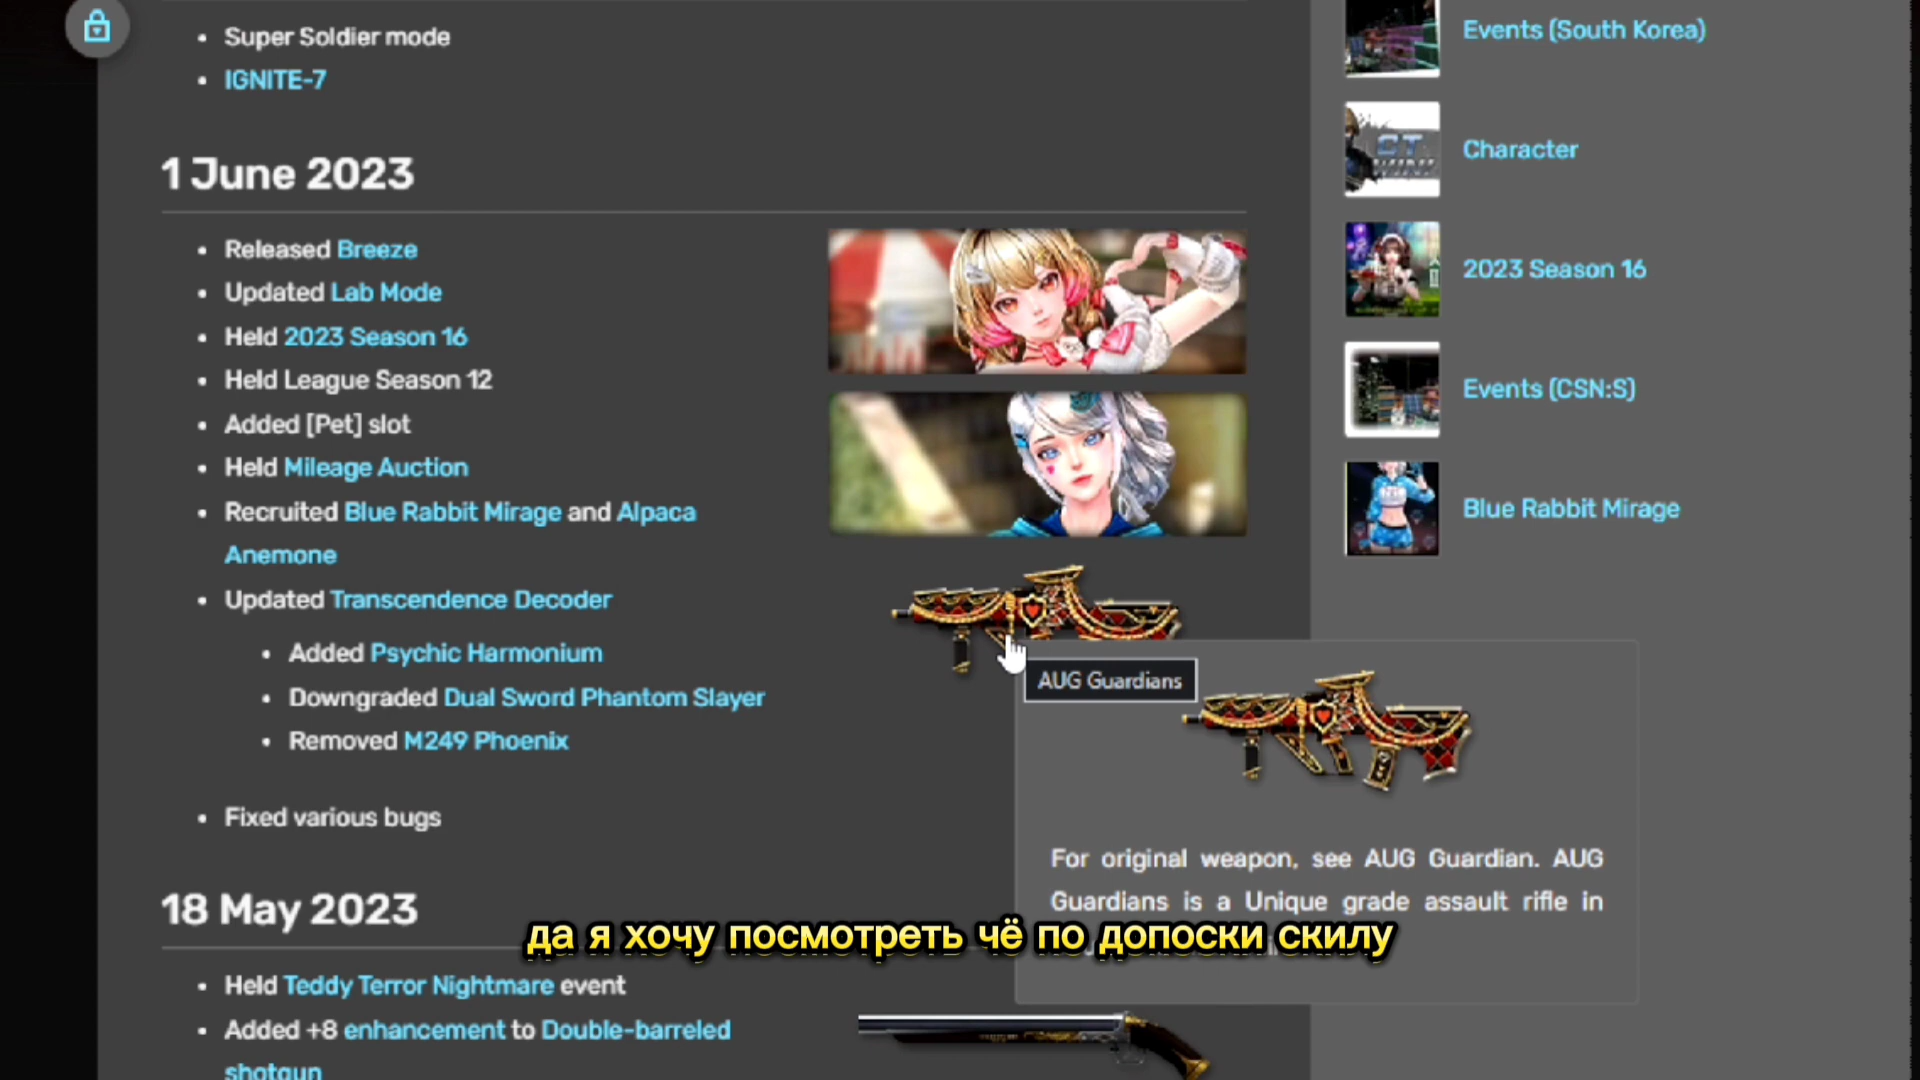 Super Soldier mode
IGNITE-7
1 June 2023
Released Breeze
Updated Lab Mode
Held 2023 Season 16
Held League Season 12
Added [Pet] slot
Held Mileage Auction
Recruited Blue Rabbit Mirage and Alpaca
Anemone
Updated Transcendence Decoder
Added Psychic Harmonium
Downgraded Dual Sword Phantom Slayer
Removed M249 Phoenix
Fixed various bugs
18 May 2023
Held Teddy Terror Nightmare event
Added +8 enhancement to Double-barreled
shotgun
AUG Guardians
For original weapon, see AUG Guardian. AUG
Guardians is a Unique grade assault rifle in
да я хочу посмотреть чё по допоски скилу
Events (South Korea)
Character
2023 Season 16
Events (CSN:S)
Blue Rabbit Mirage